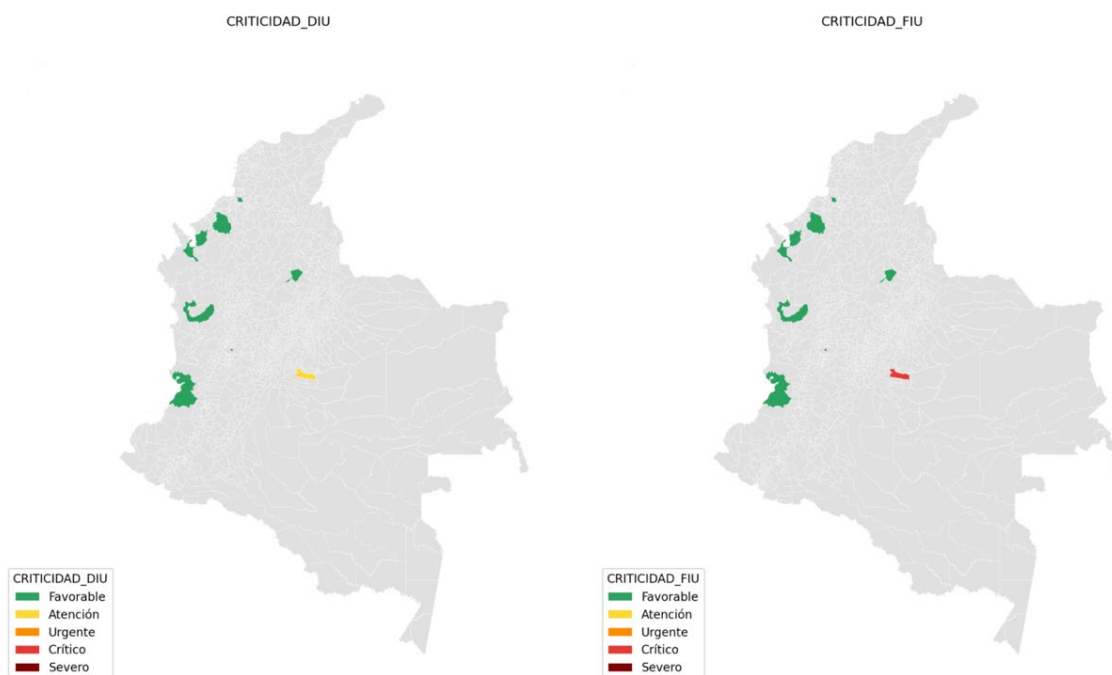 CRITICIDAD_DIU
CRITICIDAD_DIU
Favorable
Atención
Urgente
Crítico
Severo
CRITICIDAD_FIU
CRITICIDAD_FIU
Favorable
Atención
Urgente
Crítico
Severo